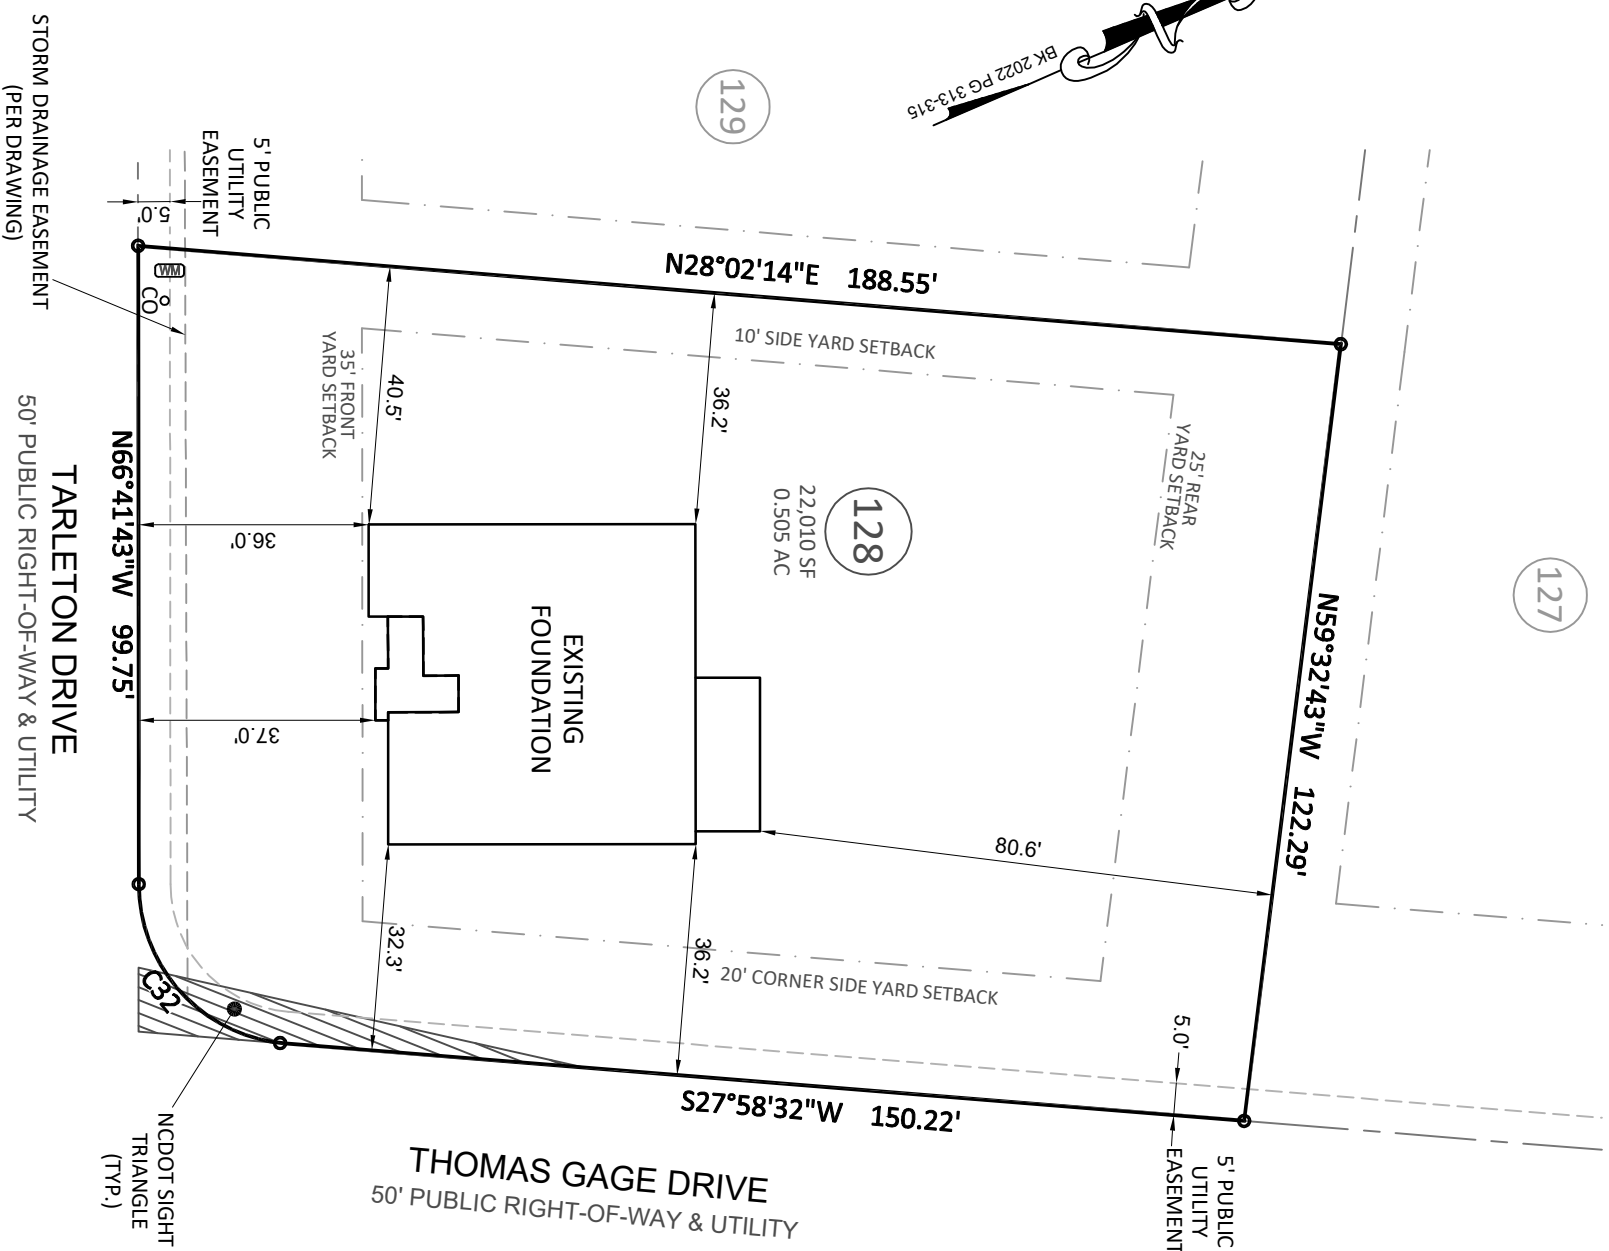 BK 2022 PG 313-315
129
STORM DRAINAGE EASEMENT
(PER DRAWING)
5' PUBLIC
UTILITY
EASEMENT
5.0'
WM
CO
N28°02'14"E 188.55'
10' SIDE YARD SETBACK
35' FRONT
YARD SETBACK
40.5'
36.2'
25' REAR
YARD SETBACK
128
22,010 SF
0.505 AC
127
N59°32'43"W 122.29'
N66°41'43"W 99.75'
TARLETON DRIVE
50' PUBLIC RIGHT-OF-WAY & UTILITY
36.0'
37.0'
EXISTING
FOUNDATION
80.6'
32.3'
36.2'
20' CORNER SIDE YARD SETBACK
C32
5.0'
S27°58'32"W 150.22'
THOMAS GAGE DRIVE
50' PUBLIC RIGHT-OF-WAY & UTILITY
NCDOT SIGHT
TRIANGLE
(TYP.)
5' PUBLIC
UTILITY
EASEMENT